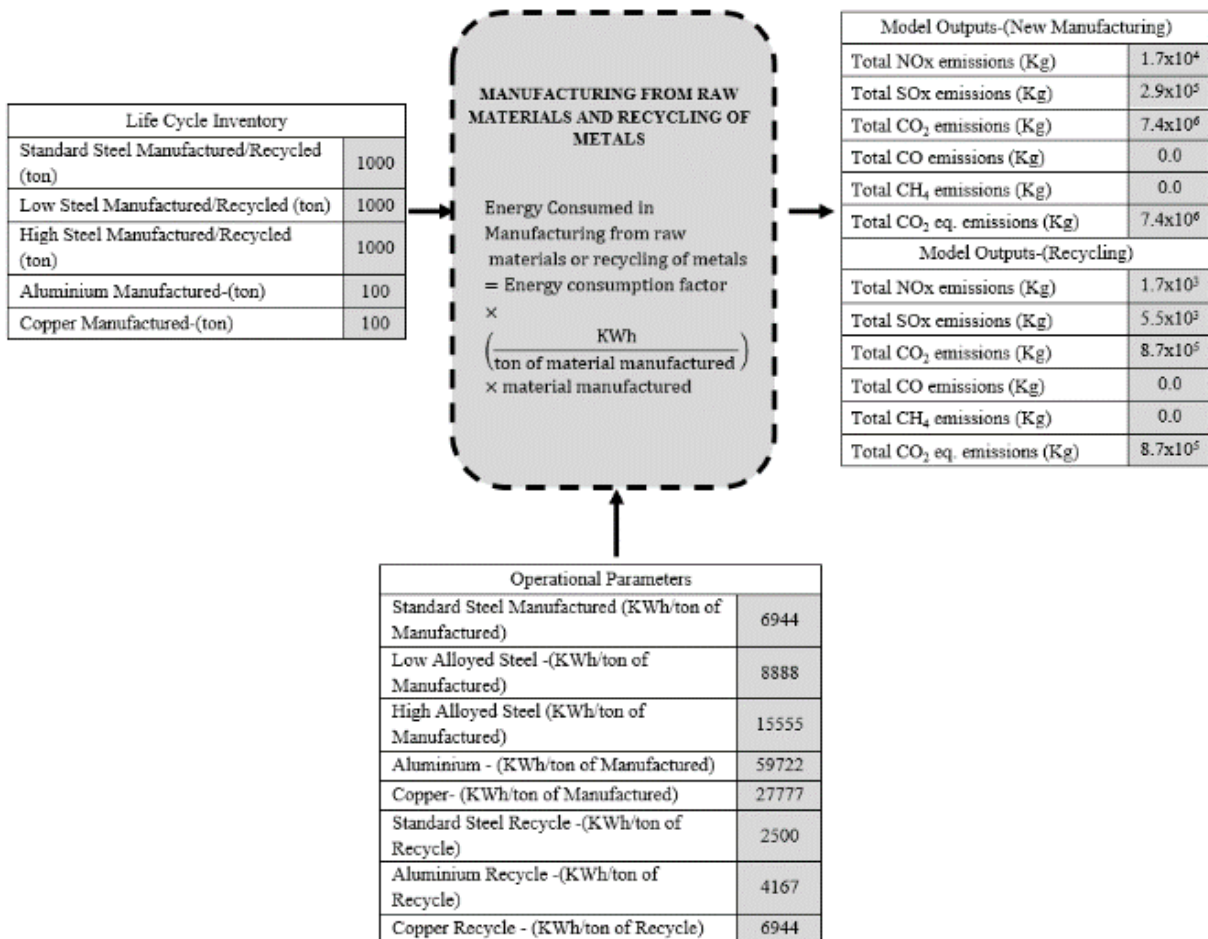 Life Cycle Inventory
Standard Steel Manufactured/Recycled
(ton)
1000
Low Steel Manufactured/Recycled (ton)
1000
High Steel Manufactured/Recycled
(ton)
1000
Aluminium Manufactured-(ton)
100
Copper Manufactured-(ton)
100
MANUFACTURING FROM RAW
MATERIALS AND RECYCLING OF
METALS
Energy Consumed in
Manufacturing from raw
materials or recycling of metals
= Energy consumption factor
×
(KWh
ton of material manufactured)
× material manufactured
Model Outputs-(New Manufacturing)
Total NOx emissions (Kg) 1.7x10⁴
Total SOx emissions (Kg) 2.9x10⁵
Total CO₂ emissions (Kg) 7.4x10⁶
Total CO emissions (Kg) 0.0
Total CH₄ emissions (Kg) 0.0
Total CO₂ eq. emissions (Kg) 7.4x10⁶
Model Outputs-(Recycling)
Total NOx emissions (Kg) 1.7x10³
Total SOx emissions (Kg) 5.5x10³
Total CO₂ emissions (Kg) 8.7x10⁵
Total CO emissions (Kg) 0.0
Total CH₄ emissions (Kg) 0.0
Total CO₂ eq. emissions (Kg) 8.7x10⁵
Operational Parameters
Standard Steel Manufactured (KWh/ton of
Manufactured)
6944
Low Alloyed Steel -(KWh/ton of
Manufactured)
8888
High Alloyed Steel (KWh/ton of
Manufactured)
15555
Aluminium - (KWh/ton of Manufactured) 59722
Copper- (KWh/ton of Manufactured) 27777
Standard Steel Recycle -(KWh/ton of
Recycle)
2500
Aluminium Recycle -(KWh/ton of
Recycle)
4167
Copper Recycle - (KWh/ton of Recycle) 6944